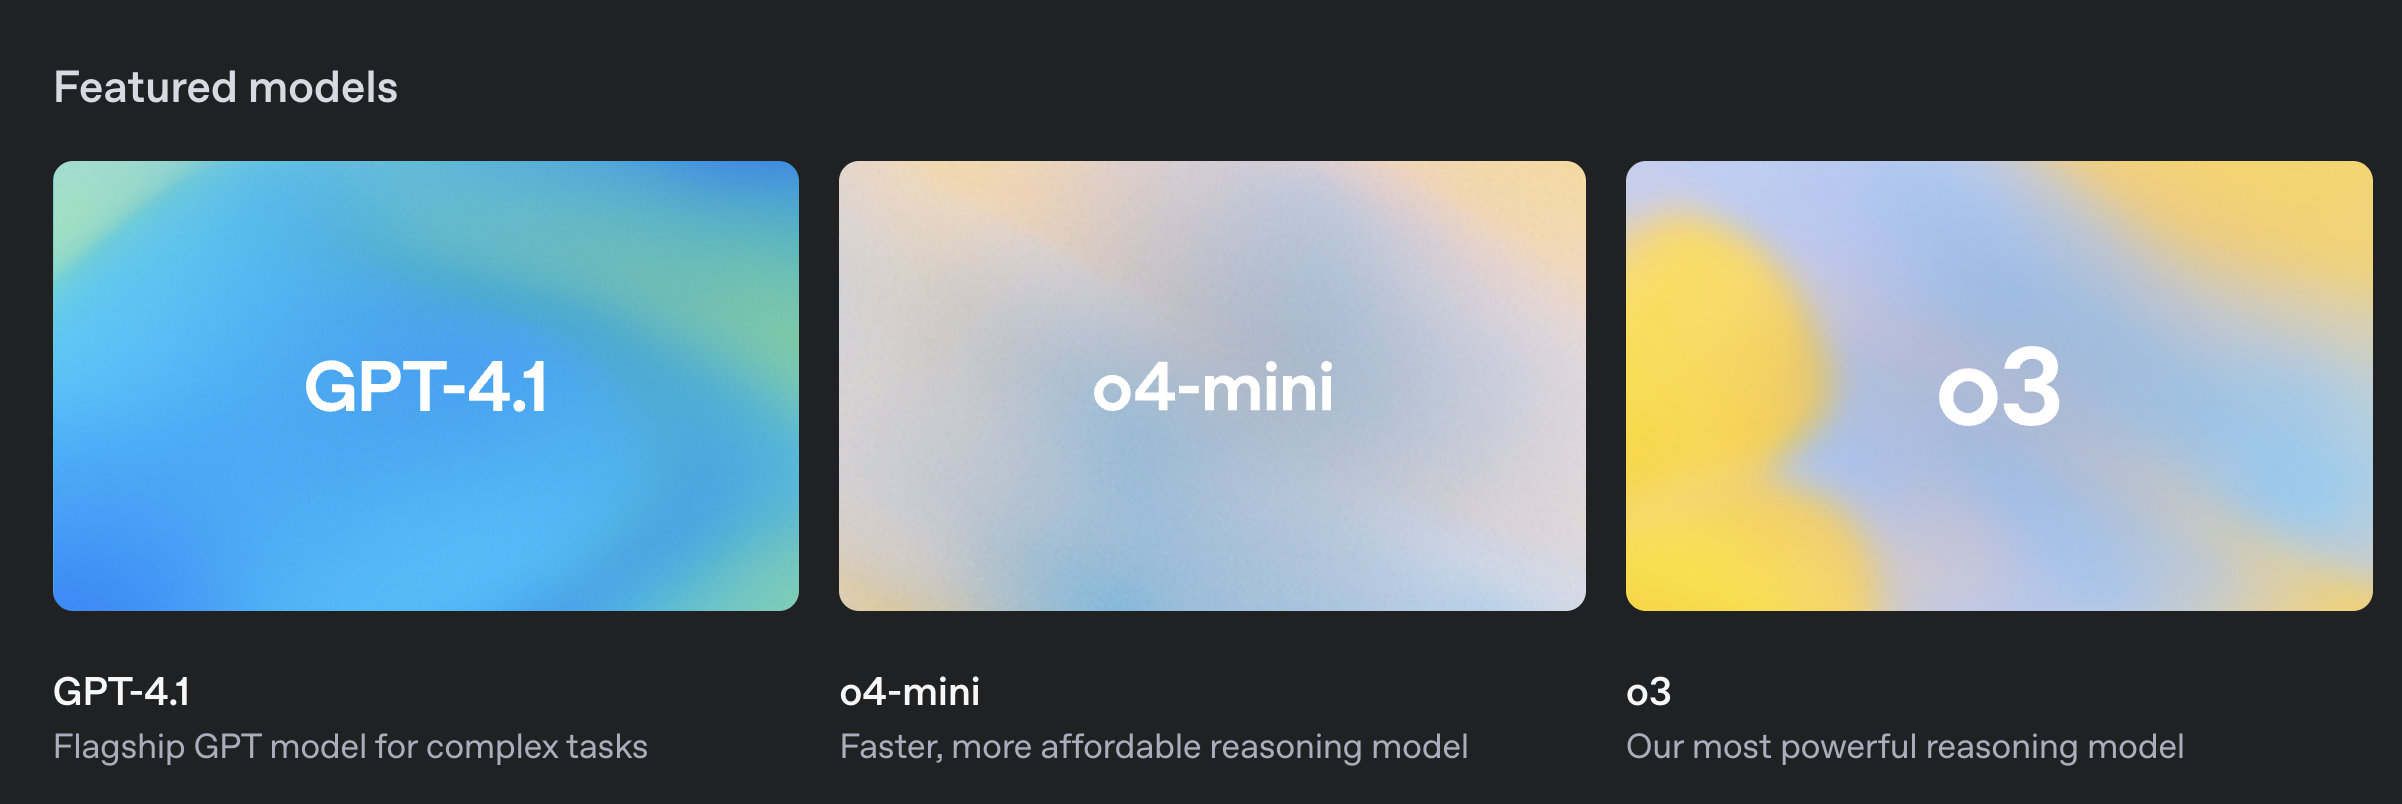 Featured models
GPT-4.1
o4-mini
o3
GPT-4.1
Flagship GPT model for complex tasks
o4-mini
Faster, more affordable reasoning model
o3
Our most powerful reasoning model